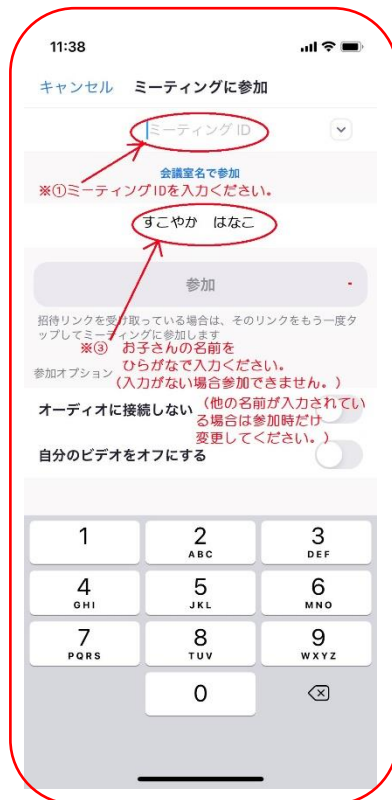 11:38
キャンセル ミーティングに参加
ミーティング ID
会議室名で参加
※①ミーティングIDを入力ください。
すこやか はなこ
参加
招待リンクを受け取っている場合は、そのリンクをもう一度タ
ップしてミーティングに参加します
※③ お子さんの名前を
ひらがなで入力ください。
参加オプション
(入力がない場合参加できません。)
オーディオに接続しない
(他の名前が入力されてい
る場合は参加時だけ
変更してください。)
自分のビデオをオフにする
1 2 3
ABC DEF
4 5 6
GHI JKL MNO
7 8 9
PQRS TUV WXYZ
0